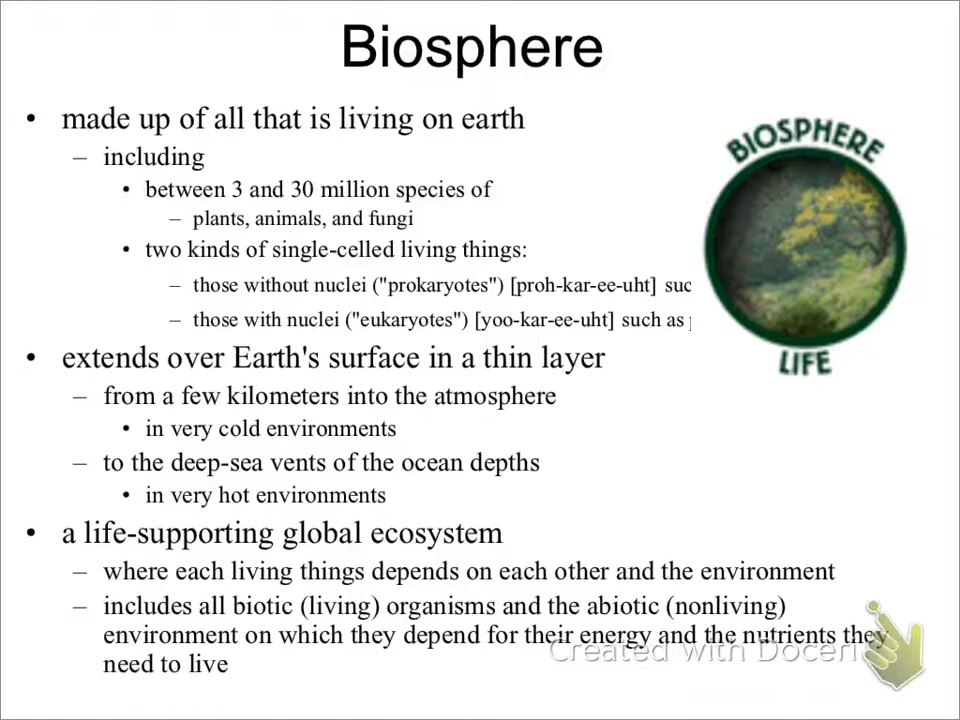 Biosphere
• made up of all that is living on earth
– including
• between 3 and 30 million species of
– plants, animals, and fungi
• two kinds of single-celled living things:
– those without nuclei ("prokaryotes") [proh-kar-ee-uht]
– those with nuclei ("eukaryotes") [yoo-kar-ee-uht] such as
• extends over Earth's surface in a thin layer
– from a few kilometers into the atmosphere
• in very cold environments
– to the deep-sea vents of the ocean depths
• in very hot environments
• a life-supporting global ecosystem
– where each living things depends on each other and the environment
– includes all biotic (living) organisms and the abiotic (nonliving)
environment on which they depend for their energy and the nutrients they
need to live
BIOSPHERE
LIFE
Created with Doceri